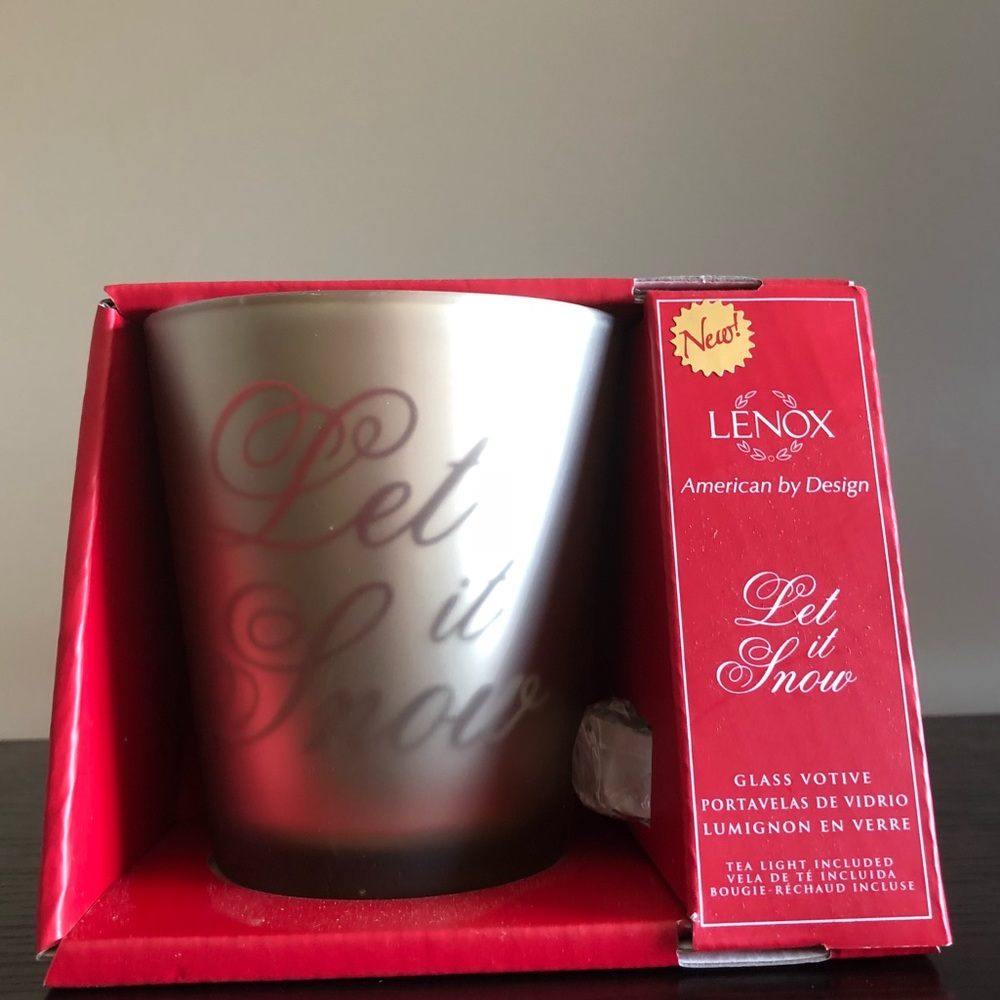 Let
it
Snow
New!
LENOX
American by Design
Let
it
Snow
GLASS VOTIVE
PORTAVELAS DE VIDRIO
LUMIGNON EN VERRE
TEA LIGHT INCLUDED
VELA DE TÉ INCLUIDA
BOUGIE-RÉCHAUD INCLUSE